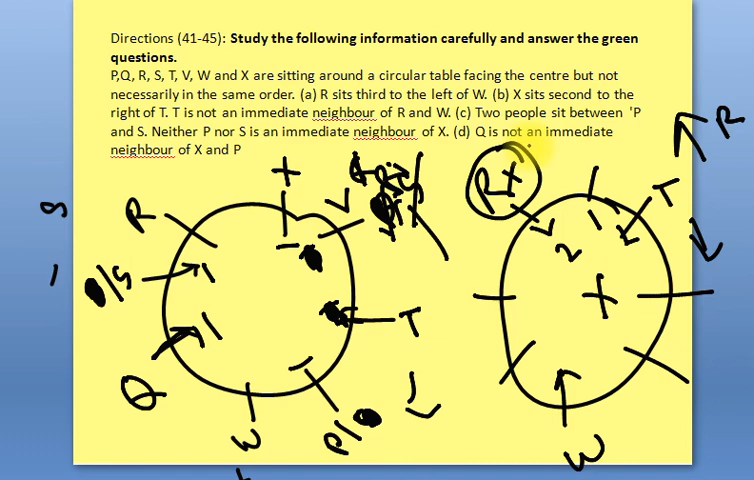 Directions (41-45): Study the following information carefully and answer the green
questions.
P,Q, R, S, T, V, W and X are sitting around a circular table facing the centre but not
necessarily in the same order. (a) R sits third to the left of W. (b) X sits second to the
right of T. T is not an immediate neighbour of R and W. (c) Two people sit between 'P
and S. Neither P nor S is an immediate neighbour of X. (d) Q is not an immediate
neighbour of X and P
R
X
V
/S
T
Q
W
P/
R X
1
2
T
R
W